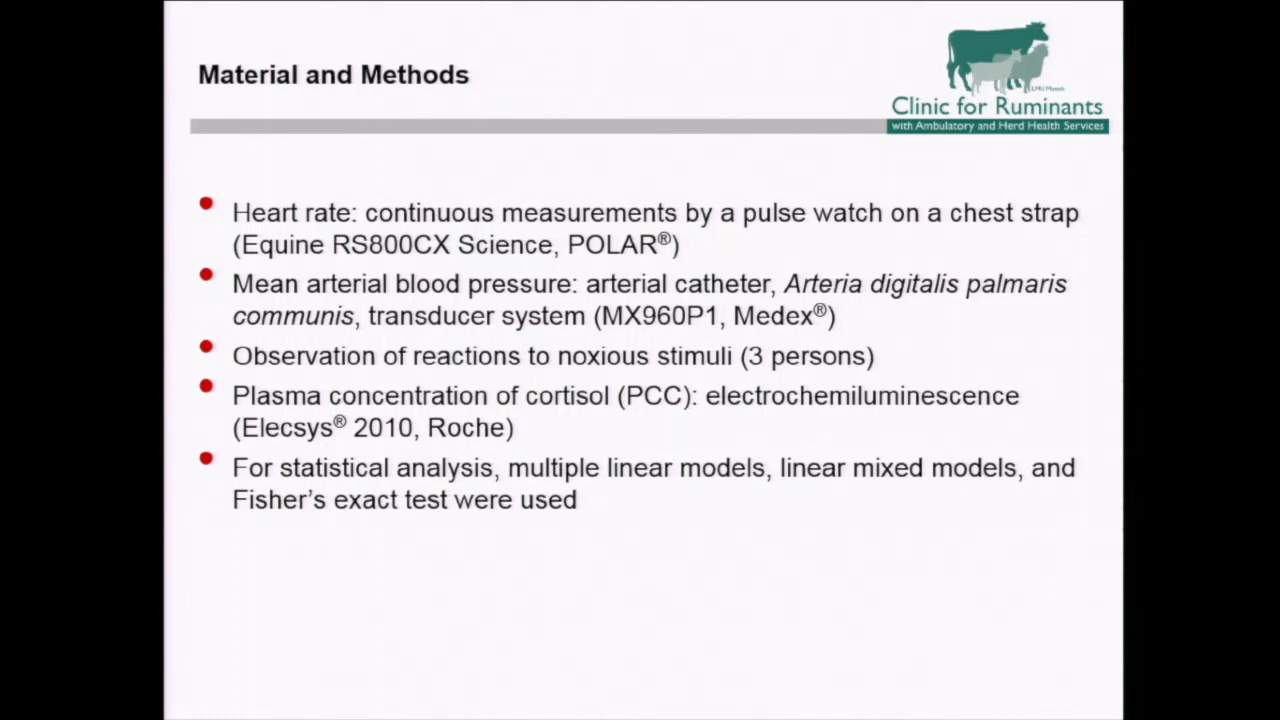 Material and Methods
LMU Munich
Clinic for Ruminants
with Ambulatory and Herd Health Services
• Heart rate: continuous measurements by a pulse watch on a chest strap
(Equine RS800CX Science, POLAR®)
• Mean arterial blood pressure: arterial catheter, Arteria digitalis palmaris
communis, transducer system (MX960P1, Medex®)
• Observation of reactions to noxious stimuli (3 persons)
• Plasma concentration of cortisol (PCC): electrochemiluminescence
(Elecsys® 2010, Roche)
• For statistical analysis, multiple linear models, linear mixed models, and
Fisher’s exact test were used